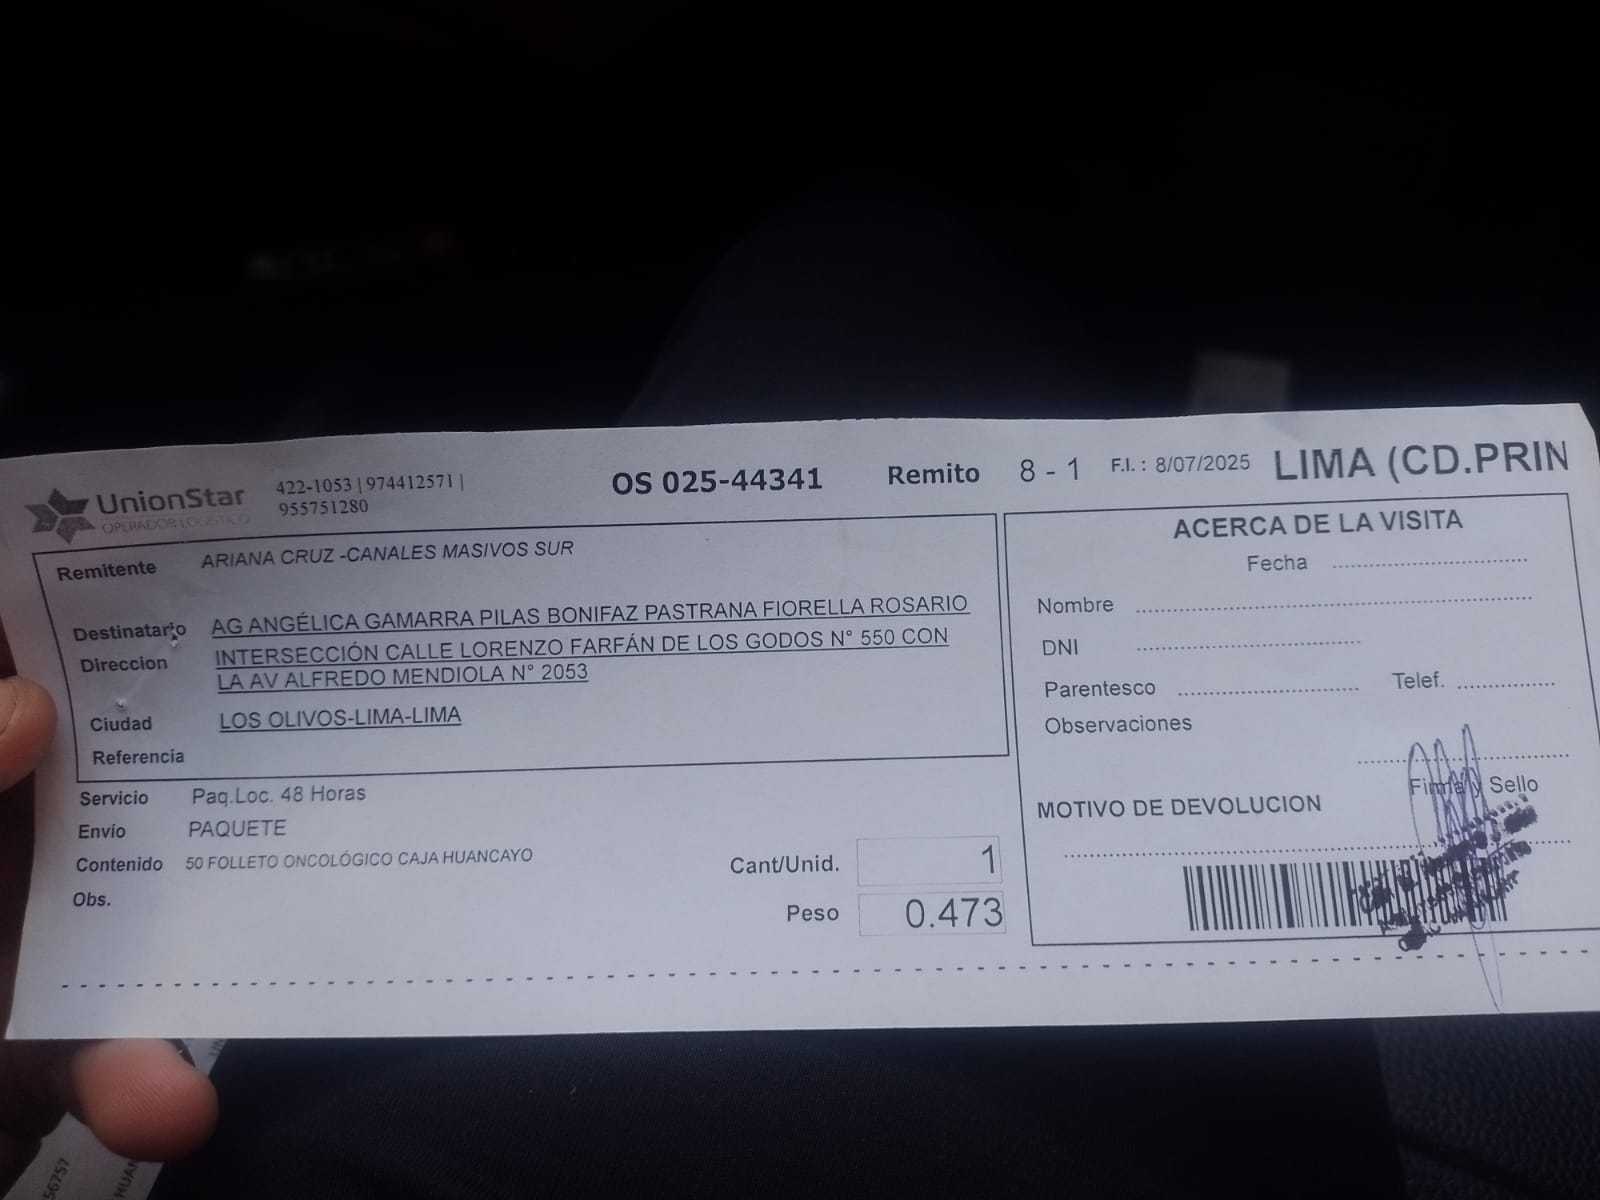 UnionStar
OPERADOR LOGISTICO
422-1053 | 974412571 |
955751280
OS 025-44341
Remito 8 - 1
F.I. : 8/07/2025
LIMA (CD.PRIN
Remitente ARIANA CRUZ -CANALES MASIVOS SUR
Destinatario AG ANGÉLICA GAMARRA PILAS BONIFAZ PASTRANA FIORELLA ROSARIO
Direccion INTERSECCIÓN CALLE LORENZO FARFÁN DE LOS GODOS N° 550 CON
LA AV ALFREDO MENDIOLA N° 2053
Ciudad LOS OLIVOS-LIMA-LIMA
Referencia
Servicio Paq.Loc. 48 Horas
Envío PAQUETE
Contenido 50 FOLLETO ONCOLÓGICO CAJA HUANCAYO
Obs.
Cant/Unid. 1
Peso 0.473
ACERCA DE LA VISITA
Fecha
Nombre
DNI
Parentesco Telef.
Observaciones
Firma y Sello
MOTIVO DE DEVOLUCION
56757